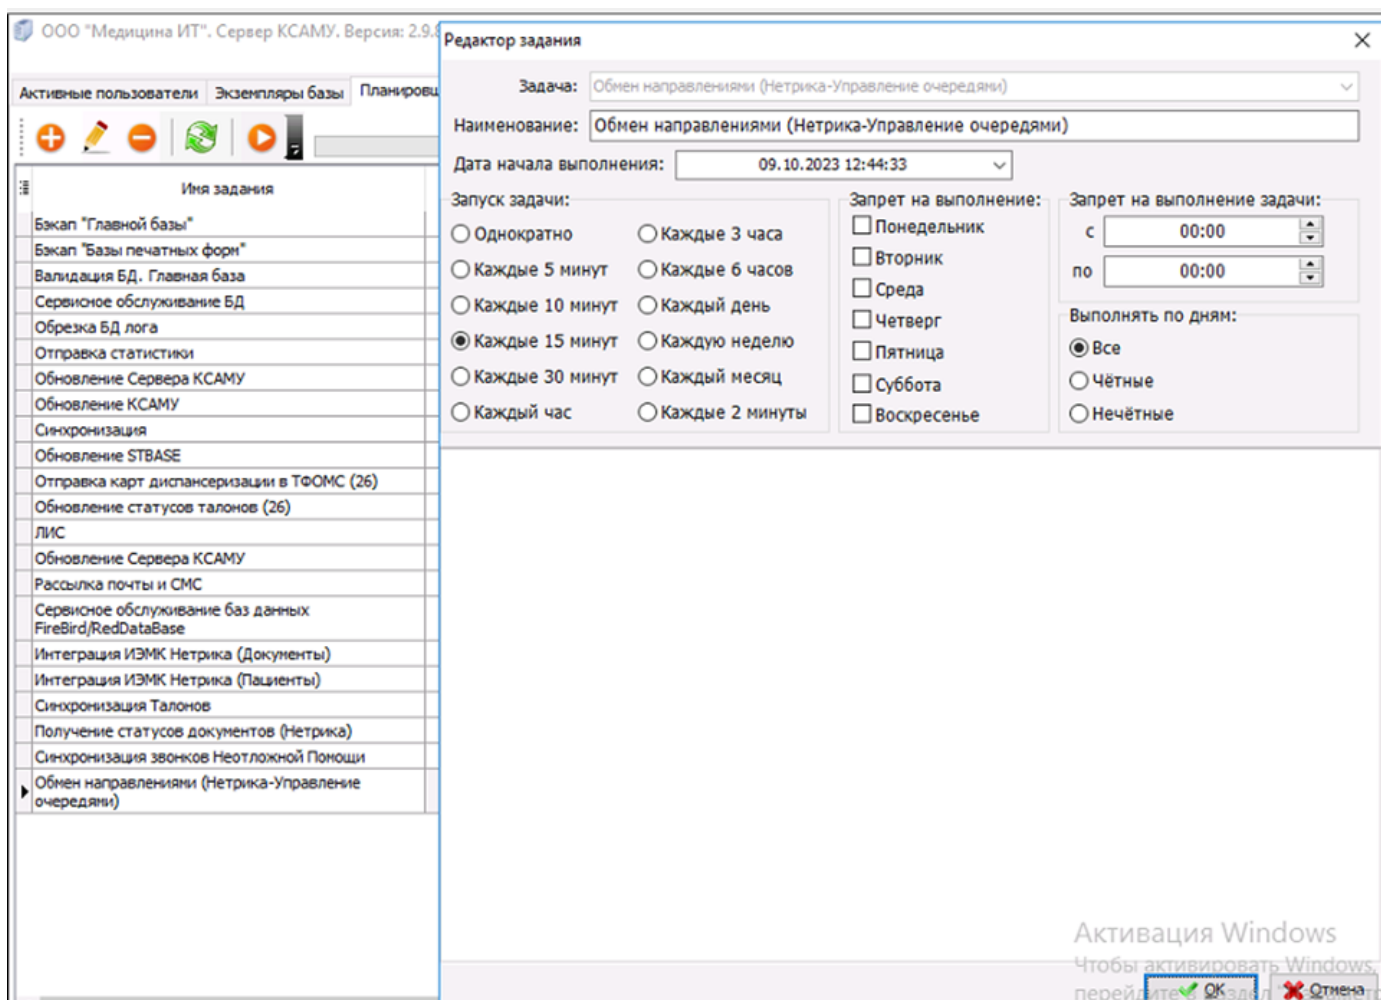 ООО "Медицина ИТ". Сервер КСАМУ. Версия: 2.9.
Активные пользователи Экземпляры базы Планировщ
Имя задания
Бэкап "Главной базы"
Бэкап "Базы печатных форм"
Валидация БД. Главная база
Сервисное обслуживание БД
Обрезка БД лога
Отправка статистики
Обновление Сервера КСАМУ
Обновление КСАМУ
Синхронизация
Обновление STBASE
Отправка карт диспансеризации в ТФОМС (26)
Обновление статусов талонов (26)
ЛИС
Обновление Сервера КСАМУ
Рассылка почты и СМС
Сервисное обслуживание баз данных
FireBird/RedDataBase
Интеграция ИЭМК Нетрика (Документы)
Интеграция ИЭМК Нетрика (Пациенты)
Синхронизация Талонов
Получение статусов документов (Нетрика)
Синхронизация звонков Неотложной Помощи
Обмен направлениями (Нетрика-Управление
очередями)
Редактор задания
Задача: Обмен направлениями (Нетрика-Управление очередями)
Наименование: Обмен направлениями (Нетрика-Управление очередями)
Дата начала выполнения: 09.10.2023 12:44:33
Запуск задачи:
Однократно Каждые 3 часа
Каждые 5 минут Каждые 6 часов
Каждые 10 минут Каждый день
Каждые 15 минут Каждую неделю
Каждые 30 минут Каждый месяц
Каждый час Каждые 2 минуты
Запрет на выполнение:
Понедельник
Вторник
Среда
Четверг
Пятница
Суббота
Воскресенье
Запрет на выполнение задачи:
с 00:00
по 00:00
Выполнять по дням:
Все
Чётные
Нечётные
Активация Windows
Чтобы активировать Windows,
перейдите в раздел
OK Отмена